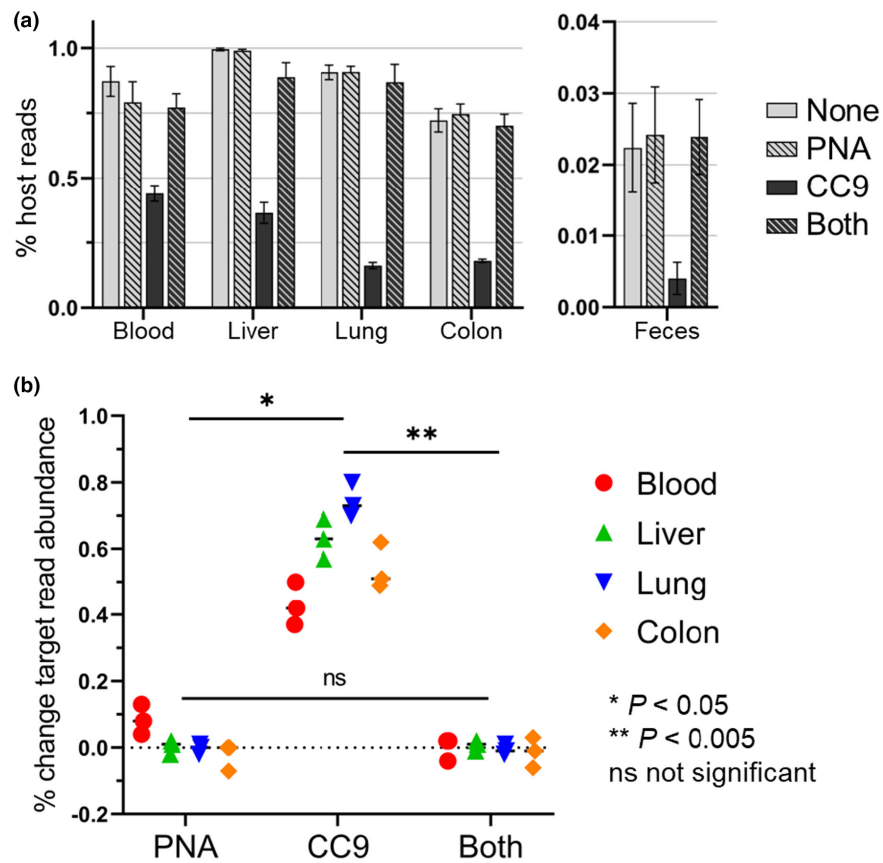 (a)
% host reads
1.0
0.5
0.0
Blood
Liver
Lung
Colon
0.04
0.03
0.02
0.01
0.00
Feces
None
PNA
CC9
Both
(b)
% change target read abundance
1.0
0.8
0.6
0.4
0.2
0.0
-0.2
*
**
ns
PNA
CC9
Both
Blood
Liver
Lung
Colon
* P < 0.05
** P < 0.005
ns not significant